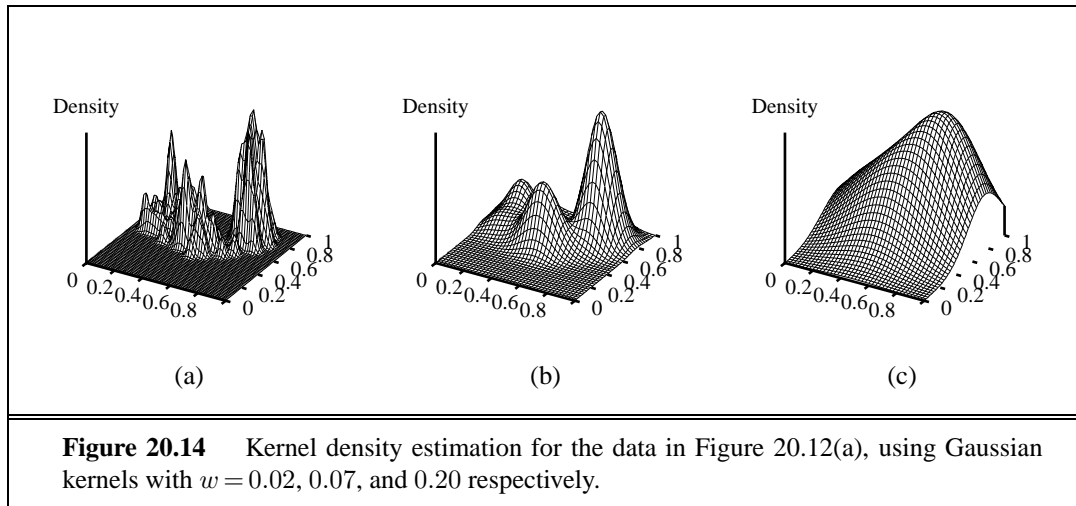 Density
Density
Density
0 0.2 0.4 0.6 0.8 0 0.2 0.4 0.6 0.8 1
0 0.2 0.4 0.6 0.8 0 0.2 0.4 0.6 0.8 1
0 0.2 0.4 0.6 0.8 0 0.2 0.4 0.6 0.8 1
(a)
(b)
(c)
Figure 20.14 Kernel density estimation for the data in Figure 20.12(a), using Gaussian
kernels with w = 0.02, 0.07, and 0.20 respectively.